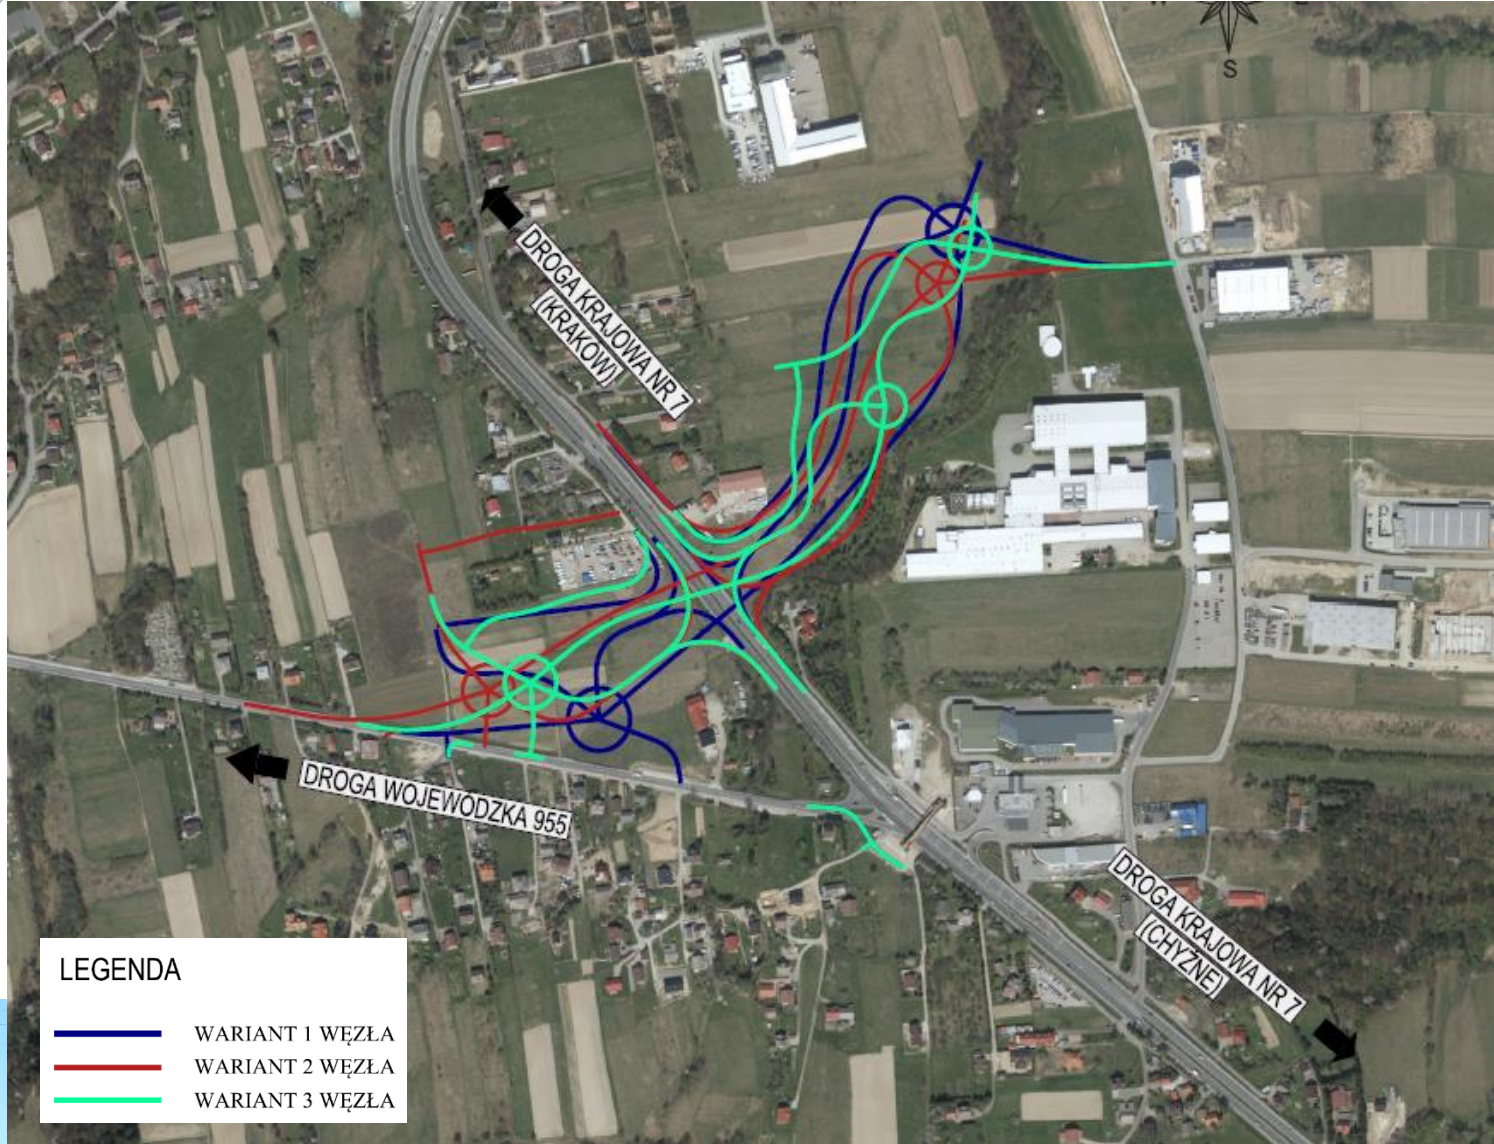 S
DROGA KRAJOWA NR 7
(KRAKÓW)
DROGA WOJEWÓDZKA 955
DROGA KRAJOWA NR 7
(CHYŻNE)
LEGENDA
WARIANT 1 WĘZŁA
WARIANT 2 WĘZŁA
WARIANT 3 WĘZŁA